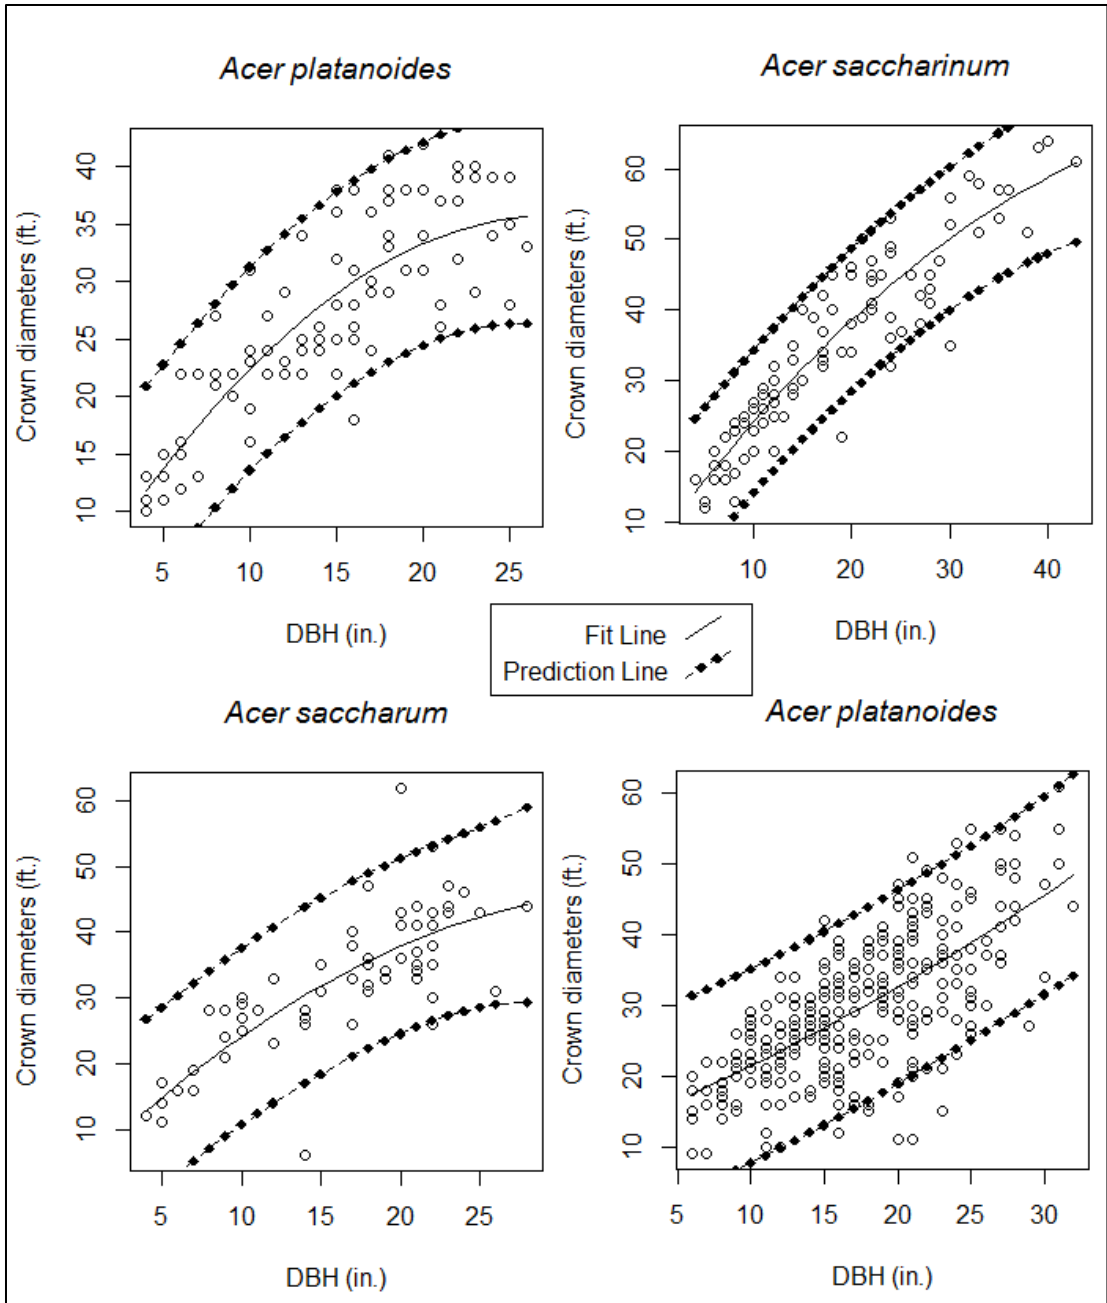 Acer platanoides
Acer saccharinum
Crown diameters (ft.)
10 15 20 25 30 35 40
5 10 15 20 25
DBH (in.)
Crown diameters (ft.)
10 20 30 40 50 60
10 20 30 40
DBH (in.)
Fit Line
Prediction Line
Acer saccharum
Acer platanoides
Crown diameters (ft.)
10 20 30 40 50 60
5 10 15 20 25
DBH (in.)
Crown diameters (ft.)
10 20 30 40 50 60
5 10 15 20 25 30
DBH (in.)